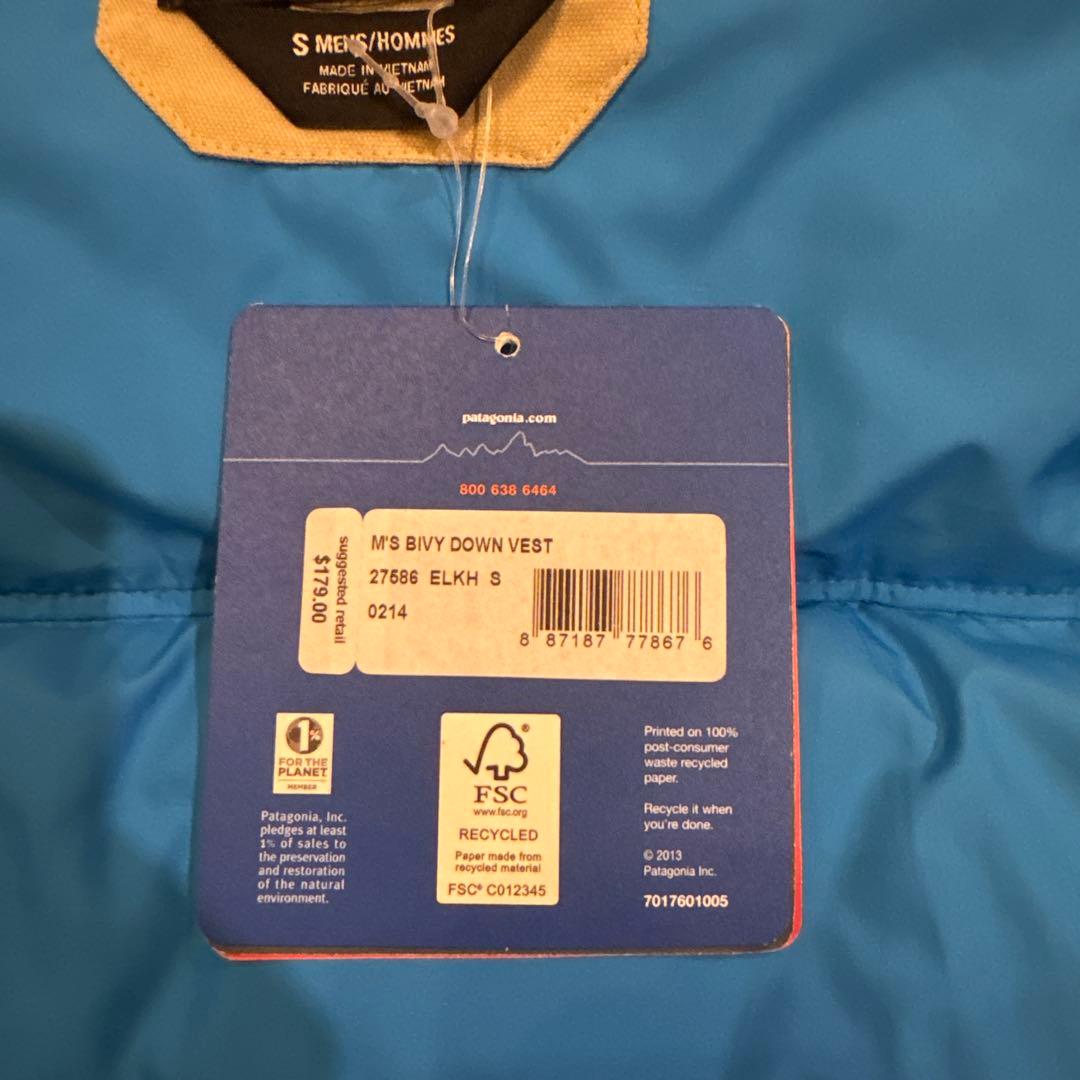 S MEN'S/HOMMES
MADE IN VIETNAM
FABRIQUÉ AU VIETNAM
patagonia.com
800 638 6464
suggested retail
$179.00
M'S BIVY DOWN VEST
27586 ELKH S
0214
8 87187 77867 6
1%
FOR THE
PLANET
MEMBER
Patagonia, Inc.
pledges at least
1% of sales to
the preservation
and restoration
of the natural
environment.
FSC
www.fsc.org
RECYCLED
Paper made from
recycled material
FSC® C012345
Printed on 100%
post-consumer
waste recycled
paper.
Recycle it when
you're done.
© 2013
Patagonia Inc.
7017601005